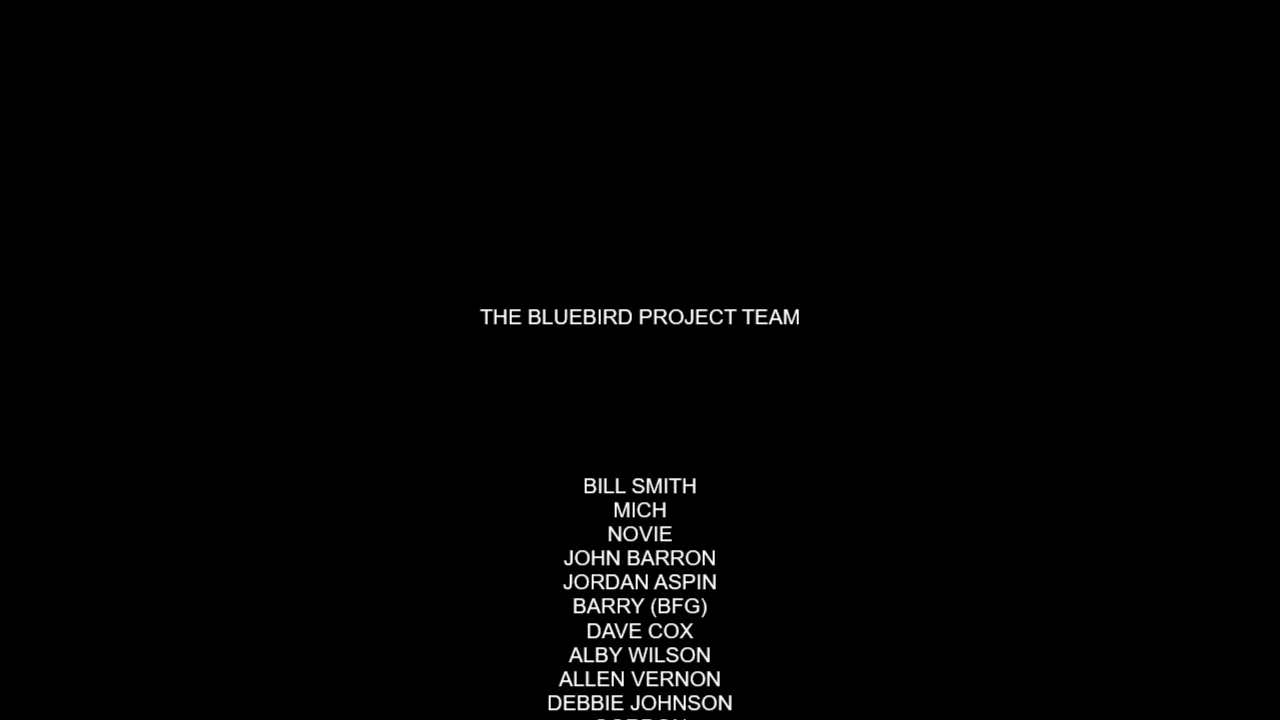 THE BLUEBIRD PROJECT TEAM
BILL SMITH
MICH
NOVIE
JOHN BARRON
JORDAN ASPIN
BARRY (BFG)
DAVE COX
ALBY WILSON
ALLEN VERNON
DEBBIE JOHNSON